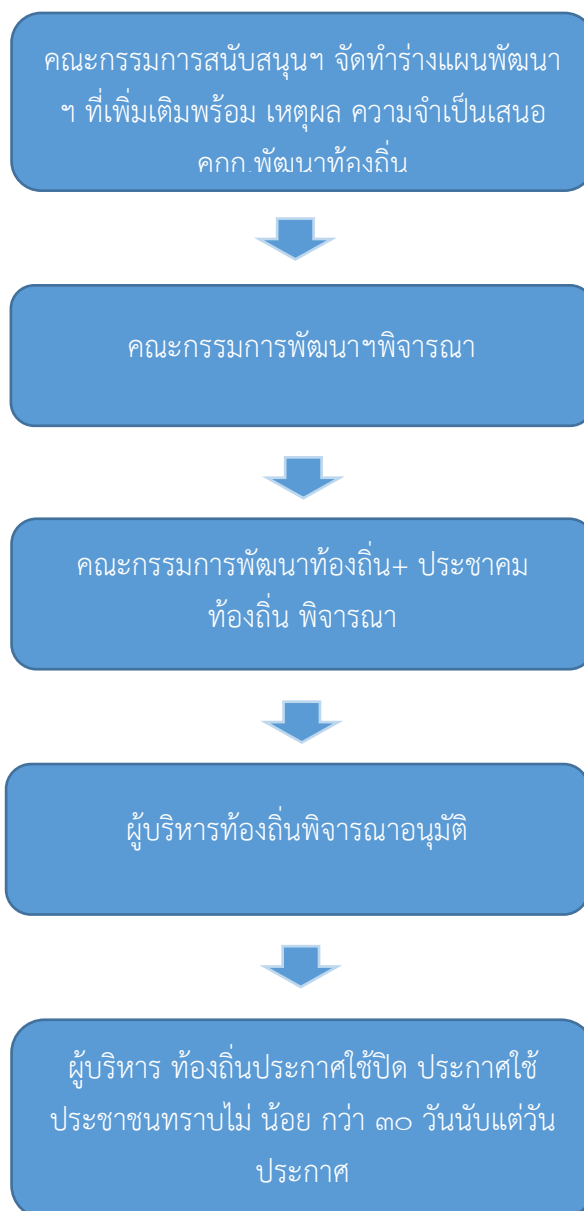 คณะกรรมการสนับสนุนฯ จัดทำร่างแผนพัฒนา
ฯ ที่เพิ่มเติมพร้อม เหตุผล ความจำเป็นเสนอ
คกก.พัฒนาท้องถิ่น
คณะกรรมการพัฒนาฯพิจารณา
คณะกรรมการพัฒนาท้องถิ่น+ ประชาคม
ท้องถิ่น พิจารณา
ผู้บริหารท้องถิ่นพิจารณาอนุมัติ
ผู้บริหาร ท้องถิ่นประกาศใช้ปิด ประกาศใช้
ประชาชนทราบไม่ น้อย กว่า ๓๐ วันนับแต่วัน
ประกาศ